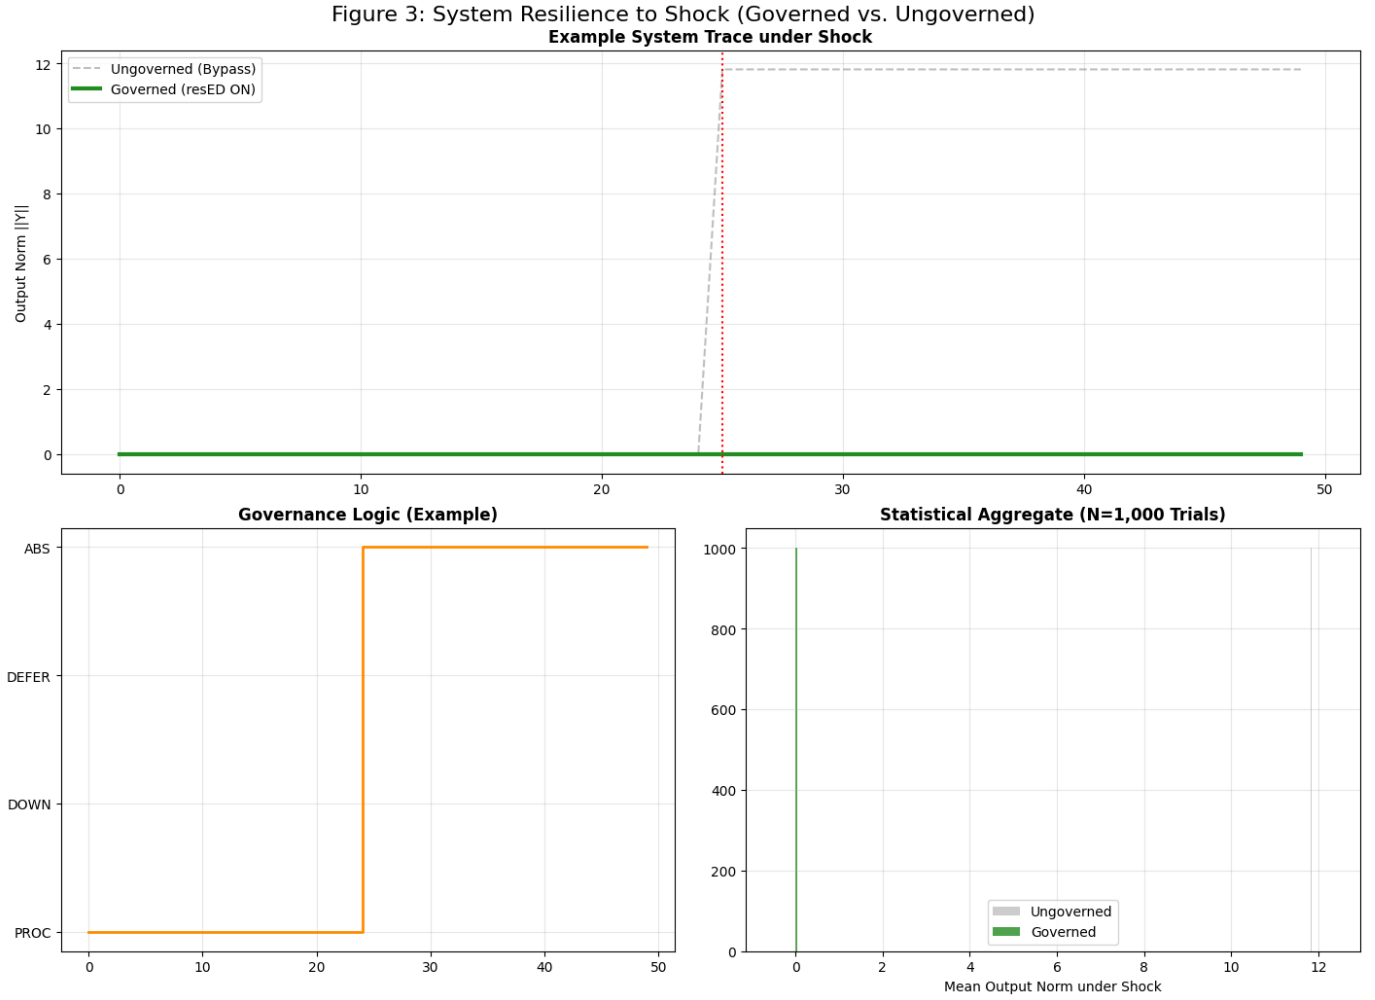 Figure 3: System Resilience to Shock (Governed vs. Ungoverned)
Example System Trace under Shock
Ungoverned (Bypass)
Governed (resED ON)
Output Norm ||Y||
12
10
8
6
4
2
0
0 10 20 30 40 50
Governance Logic (Example)
ABS
DEFER
DOWN
PROC
0 10 20 30 40 50
Statistical Aggregate (N=1,000 Trials)
1000
800
600
400
200
0
Ungoverned
Governed
0 2 4 6 8 10 12
Mean Output Norm under Shock